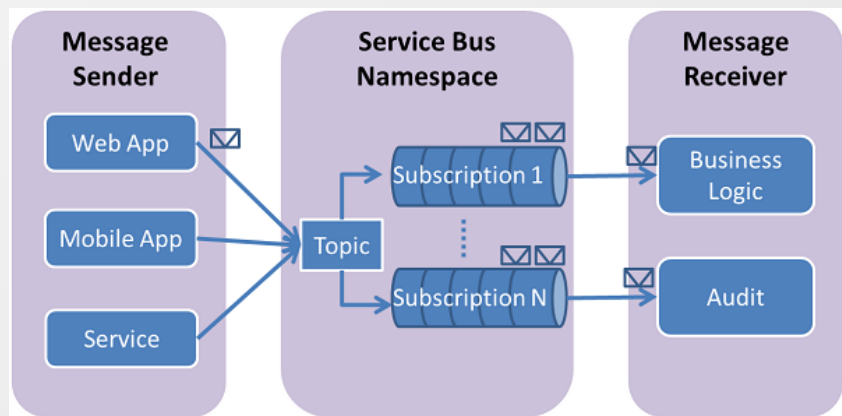 Message
Sender
Service Bus
Namespace
Message
Receiver
Web App
Mobile App
Service
Topic
Subscription 1
Subscription N
Business
Logic
Audit